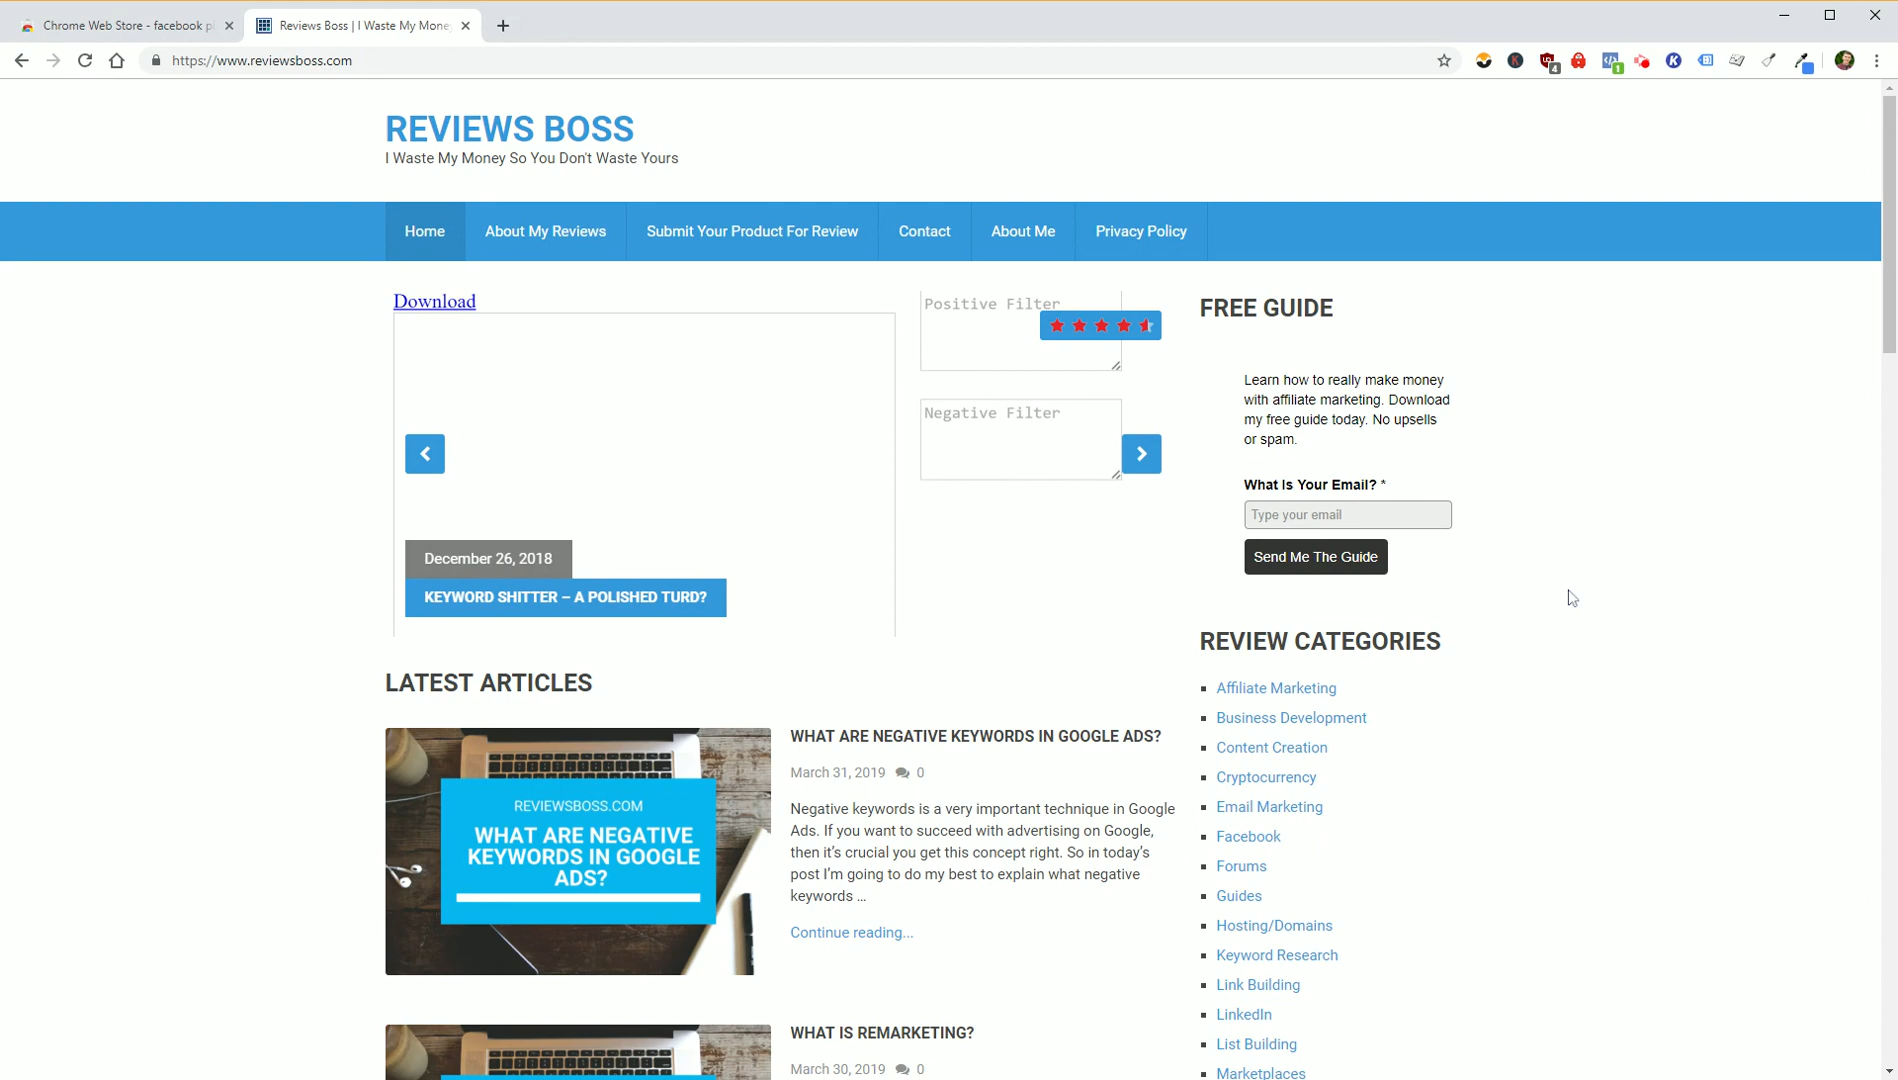 Chrome Web Store - facebook p
Reviews Boss | I Waste My Mone
https://www.reviewsboss.com
4
1
REVIEWS BOSS
I Waste My Money So You Don't Waste Yours
Home
About My Reviews
Submit Your Product For Review
Contact
About Me
Privacy Policy
Download
Positive Filter
Negative Filter
December 26, 2018
KEYWORD SHITTER – A POLISHED TURD?
FREE GUIDE
Learn how to really make money
with affiliate marketing. Download
my free guide today. No upsells
or spam.
What Is Your Email? *
Type your email
Send Me The Guide
LATEST ARTICLES
REVIEWSBOSS.COM
WHAT ARE NEGATIVE
KEYWORDS IN GOOGLE
ADS?
WHAT ARE NEGATIVE KEYWORDS IN GOOGLE ADS?
March 31, 2019 0
Negative keywords is a very important technique in Google
Ads. If you want to succeed with advertising on Google,
then it's crucial you get this concept right. So in today's
post I'm going to do my best to explain what negative
keywords ...
Continue reading...
WHAT IS REMARKETING?
March 30, 2019 0
REVIEW CATEGORIES
Affiliate Marketing
Business Development
Content Creation
Cryptocurrency
Email Marketing
Facebook
Forums
Guides
Hosting/Domains
Keyword Research
Link Building
LinkedIn
List Building
Marketplaces